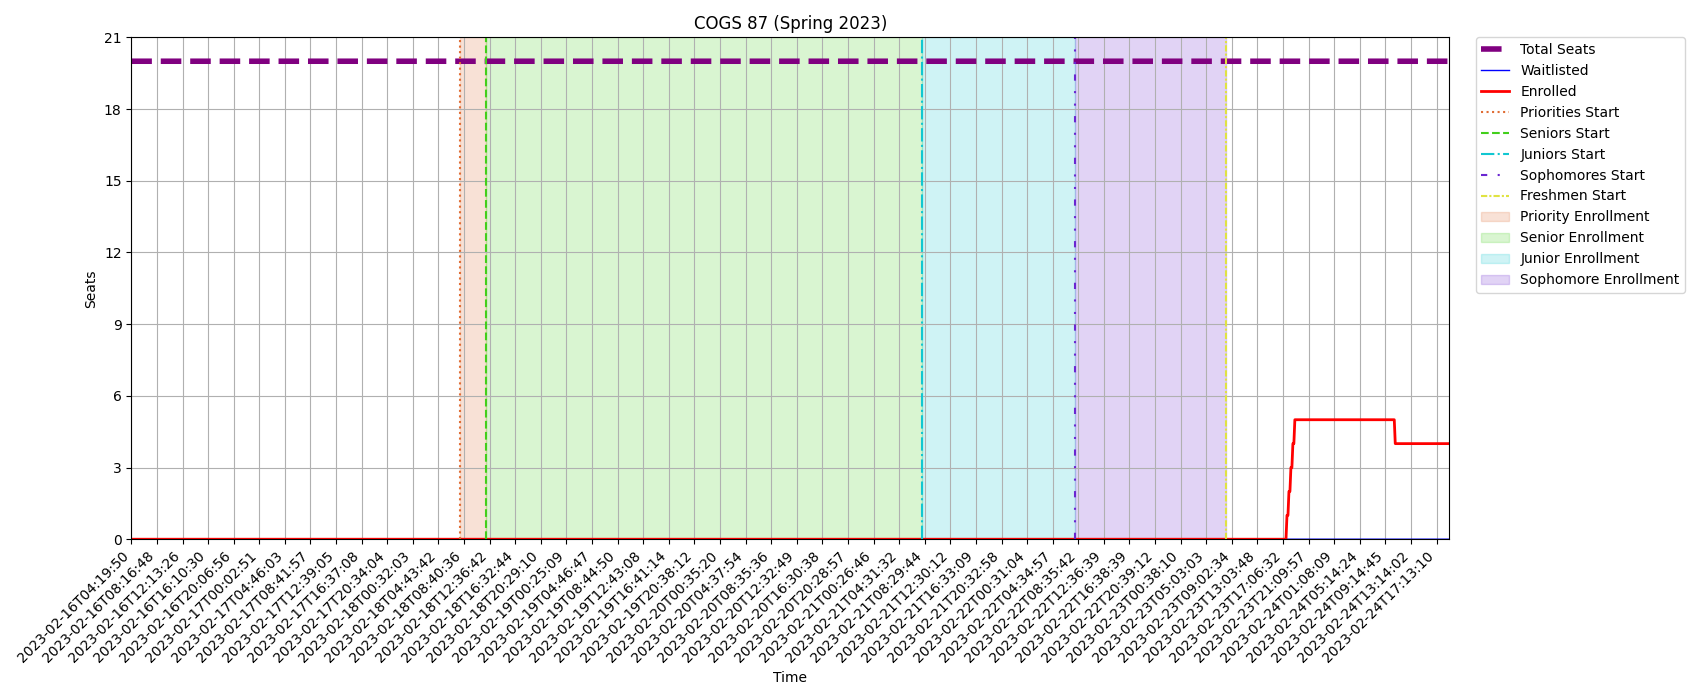 COGS 87 (Spring 2023)
21
18
15
12
9
6
3
0
Seats
2023-02-16T04:19:50
2023-02-16T08:16:48
2023-02-16T12:13:26
2023-02-16T16:10:30
2023-02-16T20:06:56
2023-02-17T00:02:51
2023-02-17T04:46:03
2023-02-17T08:41:57
2023-02-17T12:39:05
2023-02-17T16:37:08
2023-02-17T20:34:04
2023-02-18T00:32:03
2023-02-18T04:43:42
2023-02-18T08:40:36
2023-02-18T12:36:42
2023-02-18T16:32:44
2023-02-18T20:29:10
2023-02-19T00:25:09
2023-02-19T04:46:47
2023-02-19T08:44:50
2023-02-19T12:43:08
2023-02-19T16:41:14
2023-02-19T20:38:12
2023-02-20T00:35:20
2023-02-20T04:37:54
2023-02-20T08:35:36
2023-02-20T12:32:49
2023-02-20T16:30:38
2023-02-20T20:28:57
2023-02-21T00:26:46
2023-02-21T04:31:32
2023-02-21T08:29:44
2023-02-21T12:30:12
2023-02-21T16:33:09
2023-02-21T20:32:58
2023-02-22T00:31:04
2023-02-22T04:34:57
2023-02-22T08:35:42
2023-02-22T12:36:39
2023-02-22T16:38:39
2023-02-22T20:39:12
2023-02-23T00:38:10
2023-02-23T05:03:03
2023-02-23T09:02:34
2023-02-23T13:03:48
2023-02-23T17:06:32
2023-02-23T21:09:57
2023-02-24T01:08:09
2023-02-24T05:14:24
2023-02-24T09:14:45
2023-02-24T13:14:02
2023-02-24T17:13:10
Time
Total Seats
Waitlisted
Enrolled
Priorities Start
Seniors Start
Juniors Start
Sophomores Start
Freshmen Start
Priority Enrollment
Senior Enrollment
Junior Enrollment
Sophomore Enrollment